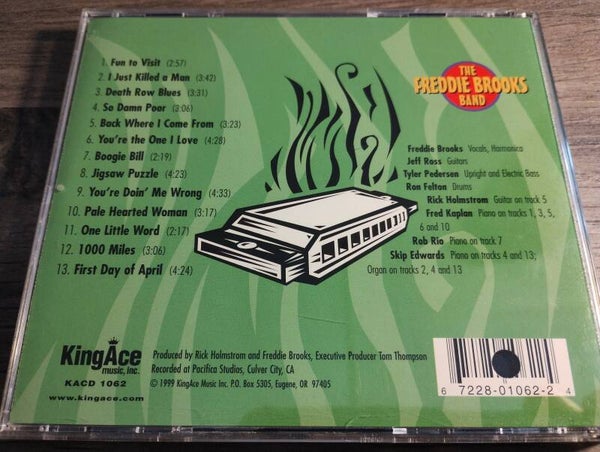 1. Fun to Visit (2:57)
2. I Just Killed a Man (3:42)
3. Death Row Blues (3:31)
4. So Damn Poor (3:06)
5. Back Where I Come From (3:23)
6. You're the One I Love (4:28)
7. Boogie Bill (2:19)
8. Jigsaw Puzzle (4:23)
9. You're Doin' Me Wrong (4:33)
10. Pale Hearted Woman (3:17)
11. One Little Word (2:17)
12. 1000 Miles (3:06)
13. First Day of April (4:24)
THE
FREDDIE BROOKS
BAND
Freddie Brooks Vocals, Harmonica
Jeff Ross Guitars
Tyler Pedersen Upright and Electric Bass
Ron Felton Drums
Rick Holmstrom Guitar on track 5
Fred Kaplan Piano on tracks 1, 3, 5,
6 and 10
Rob Rio Piano on track 7
Skip Edwards Piano on tracks 4 and 13;
Organ on tracks 2, 4 and 13
KingAce
music, inc.
KACD 1062
www.kingace.com
Produced by Rick Holmstrom and Freddie Brooks, Executive Producer Tom Thompson
Recorded at Pacifica Studios, Culver City, CA
© 1999 KingAce Music Inc. P.O. Box 5305, Eugene, OR 97405
6 7228-01062-2 4